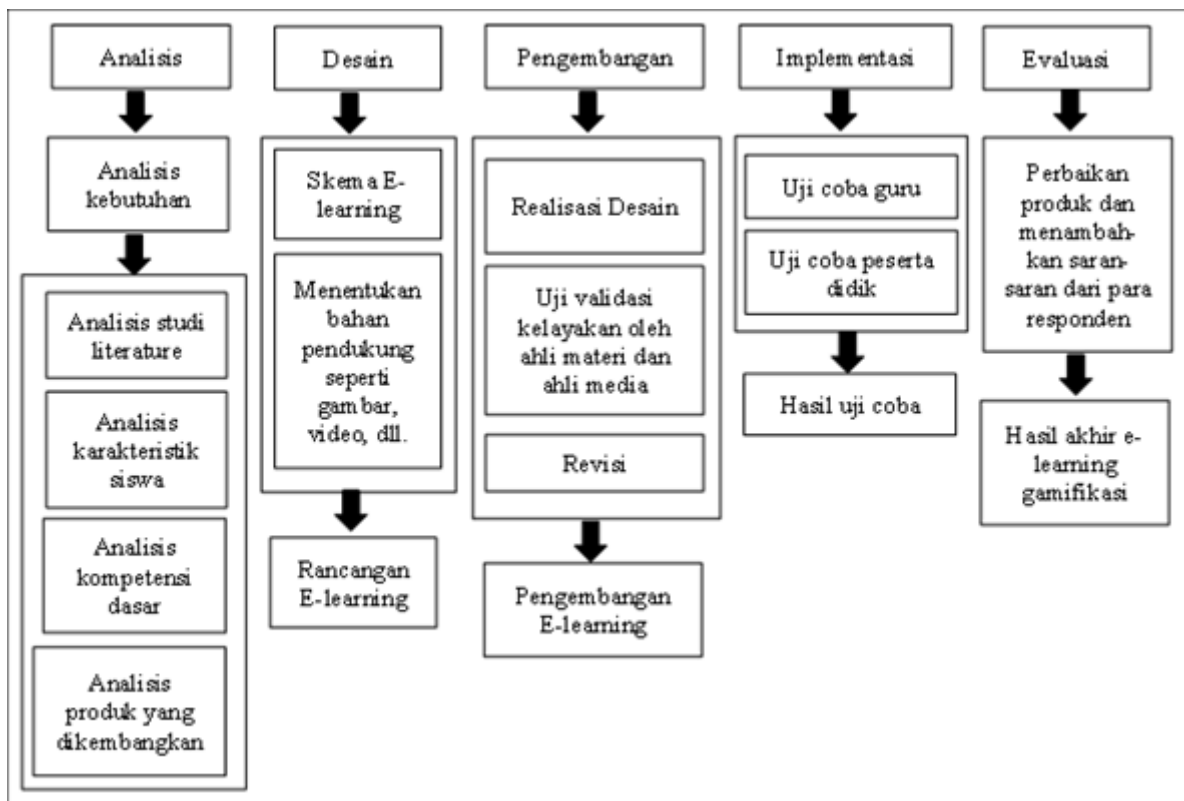 Analisis
Analisis
kebutuhan
Analisis studi
literature
Analisis
karakteristik
siswa
Analisis
kompetensi
dasar
Analisis
produk yang
dikembangkan
Desain
Skema E-
learning
Menentukan
bahan
pendukung
seperti
gambar,
video, dll.
Rancangan
E-learning
Pengembangan
Realisasi Desain
Uji validasi
kelayakan oleh
ahli materi dan
ahli media
Revisi
Pengembangan
E-learning
Implementasi
Uji coba guru
Uji coba peserta
didik
Hasil uji coba
Evaluasi
Perbaikan
produk dan
menambah-
kan saran-
saran dari para
responden
Hasil akhir e-
learning
gamifikasi